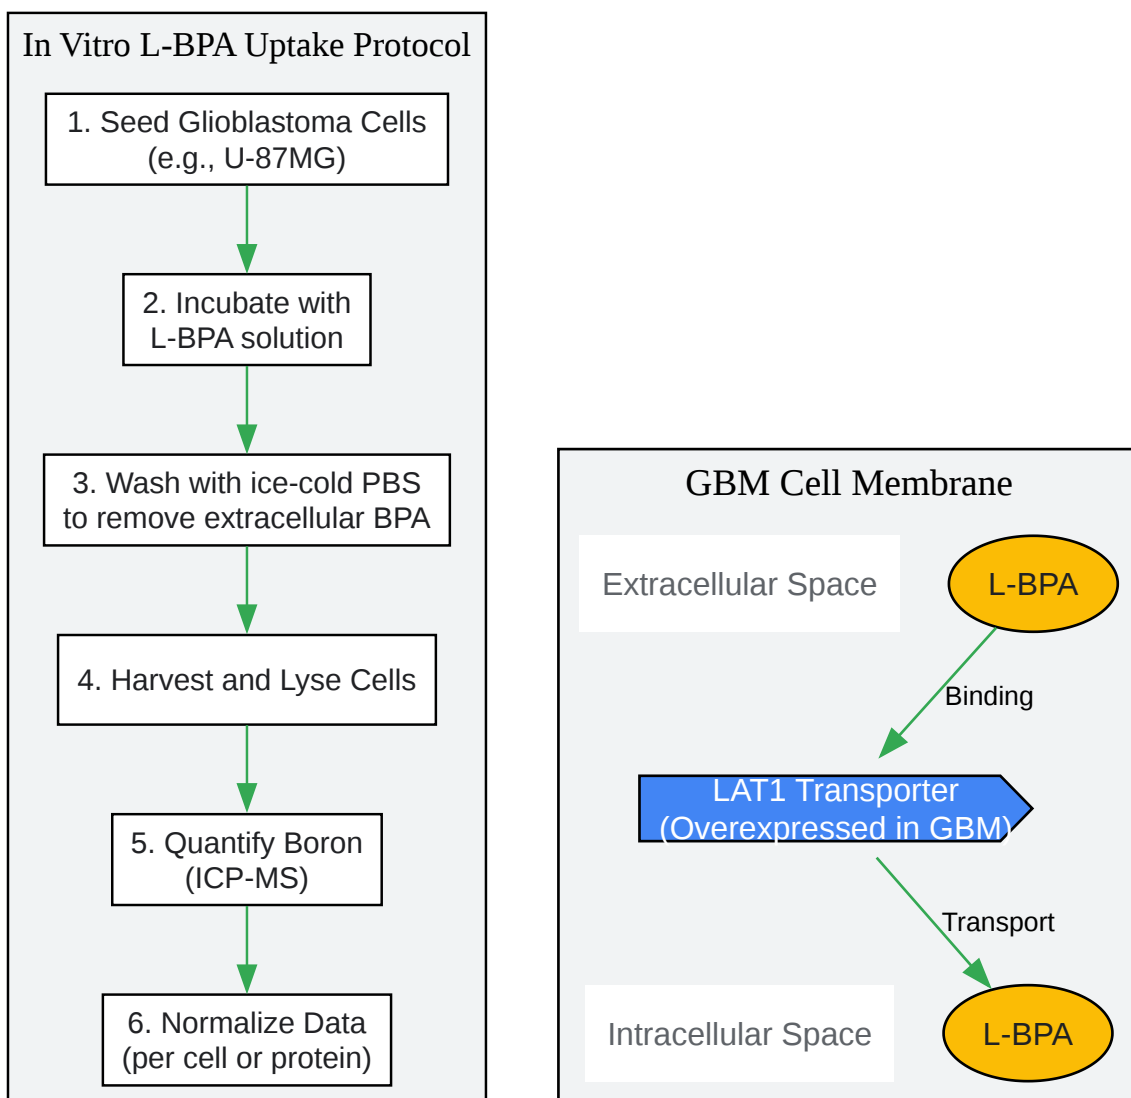 In Vitro L-BPA Uptake Protocol
1. Seed Glioblastoma Cells
(e.g., U-87MG)
2. Incubate with
L-BPA solution
3. Wash with ice-cold PBS
to remove extracellular BPA
4. Harvest and Lyse Cells
5. Quantify Boron
(ICP-MS)
6. Normalize Data
(per cell or protein)
GBM Cell Membrane
Extracellular Space
L-BPA
Binding
LAT1 Transporter
(Overexpressed in GBM)
Transport
Intracellular Space
L-BPA